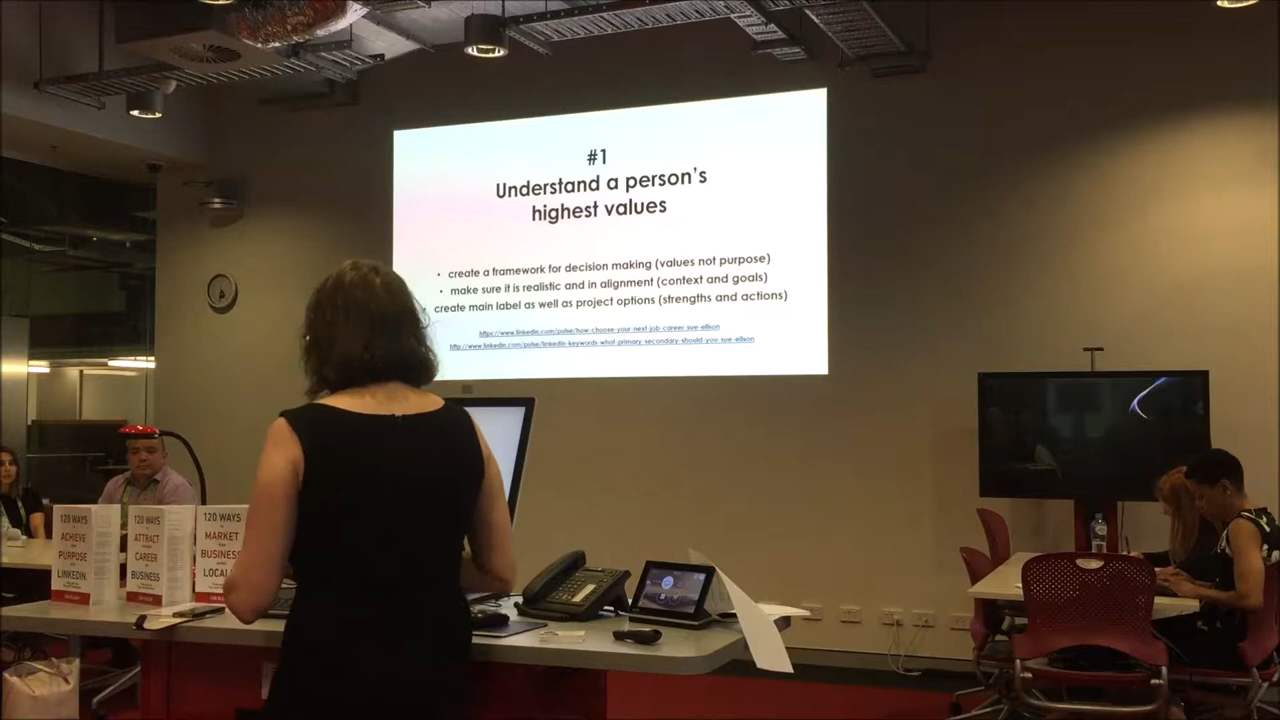 #1
Understand a person's
highest values
• create a framework for decision making (values not purpose)
• make sure it is realistic and in alignment (context and goals)
• create main label as well as project options (strengths and actions)
https://www.linkedin.com/pulse/how-choose-your-next-job-career-sue-ellson
http://www.linkedin.com/pulse/linkedin-keywords-what-primary-secondary-should-you-sue-ellson
120 WAYS
ACHIEVE
PURPOSE
LINKEDIN.
120 WAYS
ATTRACT
CAREER
BUSINESS
120 WAYS
MARKET
BUSINESS
LOCAL